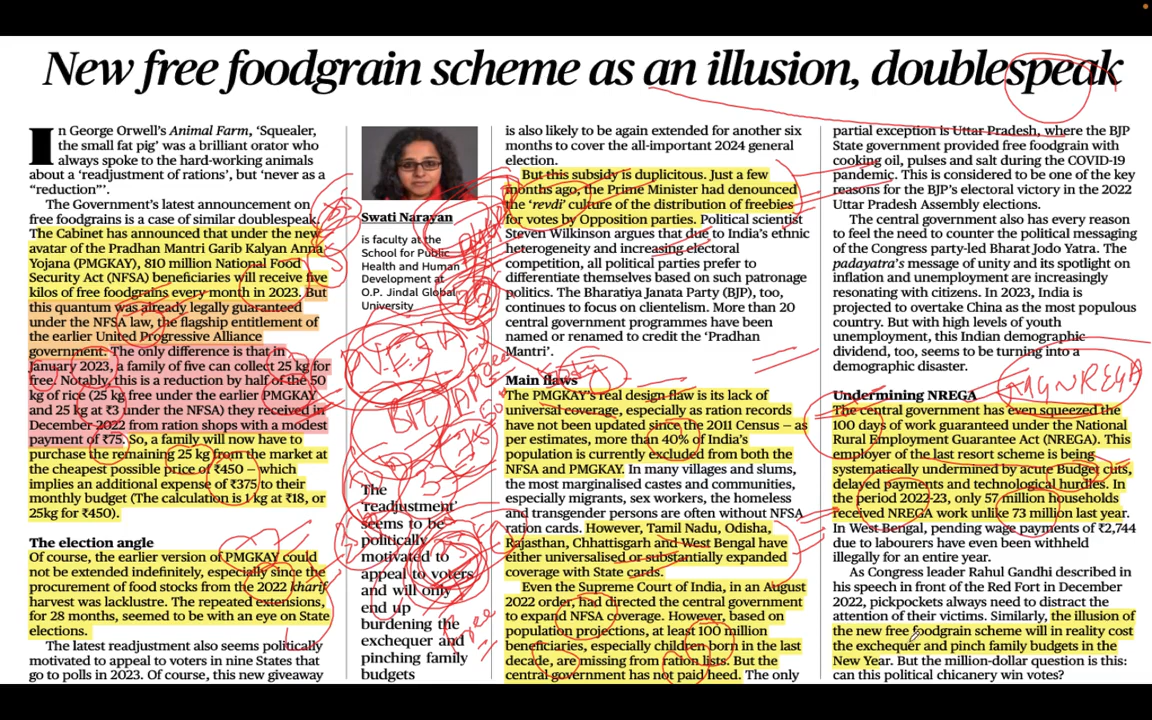 New free foodgrain scheme as an illusion, doublespeak
In George Orwell's Animal Farm, 'Squealer,
the small fat pig' was a brilliant orator who
always spoke to the hard-working animals
about a 'readjustment of rations', but 'never as a
"reduction"'.
The Government's latest announcement on
free foodgrains is a case of similar doublespeak.
The Cabinet has announced that under the new
avatar of the Pradhan Mantri Garib Kalyan Anna
Yojana (PMGKAY), 810 million National Food
Security Act (NFSA) beneficiaries will receive five
kilos of free foodgrains every month in 2023. But
this quantum was already legally guaranteed
under the NFSA law, the flagship entitlement of
the earlier United Progressive Alliance
government. The only difference is that in
January 2023, a family of five can collect 25 kg for
free. Notably, this is a reduction by half of the 50
kg of rice (25 kg free under the earlier PMGKAY
and 25 kg at ₹3 under the NFSA) they received in
December 2022 from ration shops with a modest
payment of ₹75. So, a family will now have to
purchase the remaining 25 kg from the market at
the cheapest possible price of ₹450 — which
implies an additional expense of ₹375 to their
monthly budget (The calculation is 1 kg at ₹18, or
25kg for ₹450).
The election angle
Of course, the earlier version of PMGKAY could
not be extended indefinitely, especially since the
procurement of food stocks from the 2022 kharif
harvest was lacklustre. The repeated extensions,
for 28 months, seemed to be with an eye on State
elections.
The latest readjustment also seems politically
motivated to appeal to voters in nine States that
go to polls in 2023. Of course, this new giveaway
Swati Narayan
is faculty at the
School for Public
Health and Human
Development at
O.P. Jindal Global
University
NFSA
The
'readjustment'
seems to be
politically
motivated to
appeal to voters
and will only
end up
burdening the
exchequer and
pinching family
budgets
is also likely to be again extended for another six
months to cover the all-important 2024 general
election.
But this subsidy is duplicitous. Just a few
months ago, the Prime Minister had denounced
the 'revdi' culture of the distribution of freebies
for votes by Opposition parties. Political scientist
Steven Wilkinson argues that due to India's ethnic
heterogeneity and increasing electoral
competition, all political parties prefer to
differentiate themselves based on such patronage
politics. The Bharatiya Janata Party (BJP), too,
continues to focus on clientelism. More than 20
central government programmes have been
named or renamed to credit the 'Pradhan
Mantri'.
Main flaws
The PMGKAY's real design flaw is its lack of
universal coverage, especially as ration records
have not been updated since the 2011 Census — as
per estimates, more than 40% of India's
population is currently excluded from both the
NFSA and PMGKAY. In many villages and slums,
the most marginalised castes and communities,
especially migrants, sex workers, the homeless
and transgender persons are often without NFSA
ration cards. However, Tamil Nadu, Odisha,
Rajasthan, Chhattisgarh and West Bengal have
either universalised or substantially expanded
coverage with State cards.
Even the Supreme Court of India, in an August
2022 order, had directed the central government
to expand NFSA coverage. However, based on
population projections, at least 100 million
beneficiaries, especially children born in the last
decade, are missing from ration lists. But the
central government has not paid heed. The only
partial exception is Uttar Pradesh, where the BJP
State government provided free foodgrain with
cooking oil, pulses and salt during the COVID-19
pandemic. This is considered to be one of the key
reasons for the BJP's electoral victory in the 2022
Uttar Pradesh Assembly elections.
The central government also has every reason
to feel the need to counter the political messaging
of the Congress party-led Bharat Jodo Yatra. The
padayatra's message of unity and its spotlight on
inflation and unemployment are increasingly
resonating with citizens. In 2023, India is
projected to overtake China as the most populous
country. But with high levels of youth
unemployment, this Indian demographic
dividend, too, seems to be turning into a
demographic disaster.
MGNREGA
Undermining NREGA
The central government has even squeezed the
100 days of work guaranteed under the National
Rural Employment Guarantee Act (NREGA). This
employer of the last resort scheme is being
systematically undermined by acute Budget cuts,
delayed payments and technological hurdles. In
the period 2022-23, only 57 million households
received NREGA work unlike 73 million last year.
In West Bengal, pending wage payments of ₹2,744
due to labourers have even been withheld
illegally for an entire year.
As Congress leader Rahul Gandhi described in
his speech in front of the Red Fort in December
2022, pickpockets always need to distract the
attention of their victims. Similarly, the illusion of
the new free foodgrain scheme will in reality cost
the exchequer and pinch family budgets in the
New Year. But the million-dollar question is this:
can this political chicanery win votes?